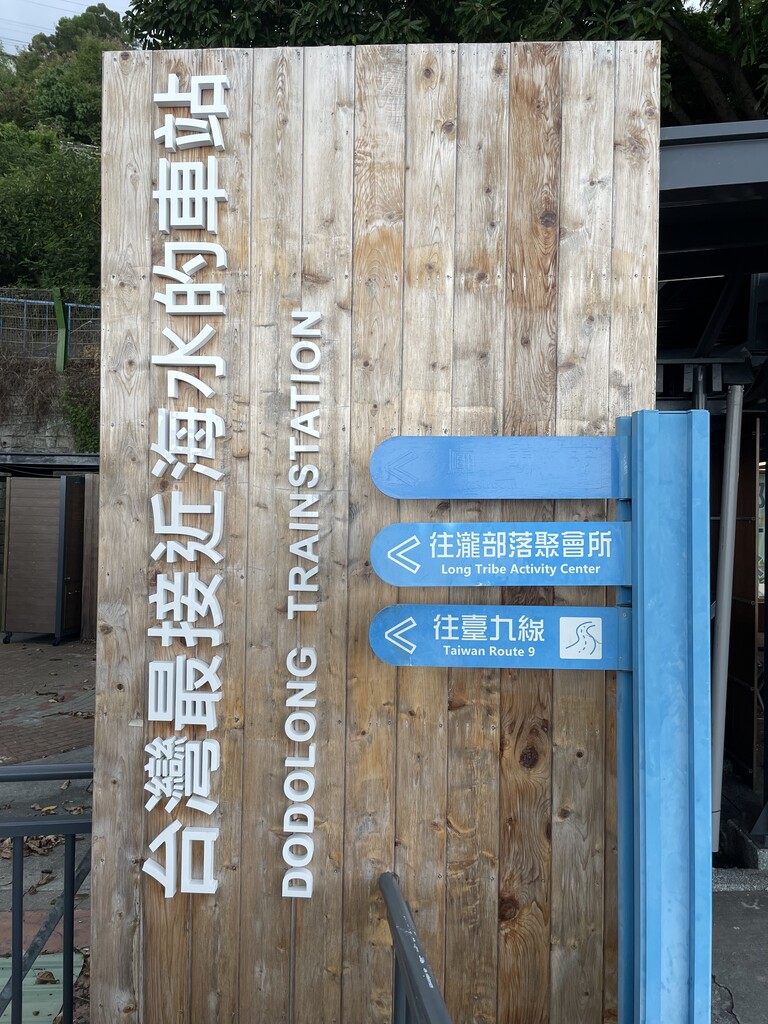 台灣最接近海水的車站
DODOLONG TRAINSTATION
往瀧部落聚會所
Long Tribe Activity Center
往臺九線
Taiwan Route 9